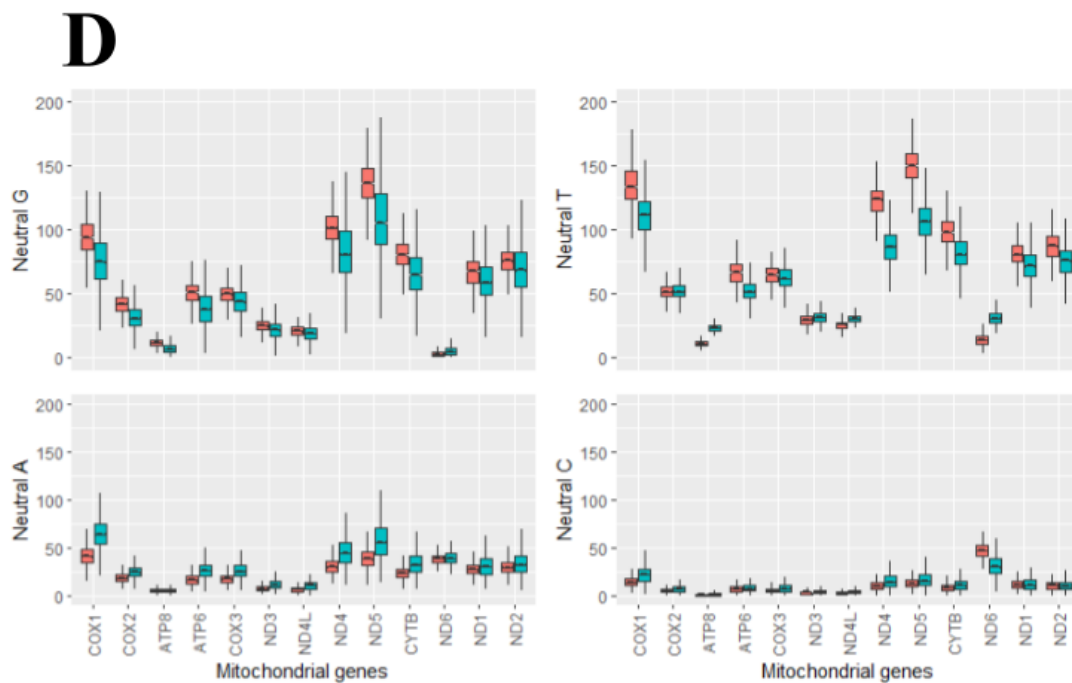 D
Neutral G
200
150
100
50
0
Neutral T
200
150
100
50
0
Neutral A
200
150
100
50
0
COX1
COX2
ATP8
ATP6
COX3
ND3
ND4L
ND4
ND5
CYTB
ND6
ND1
ND2
Mitochondrial genes
Neutral C
200
150
100
50
0
COX1
COX2
ATP8
ATP6
COX3
ND3
ND4L
ND4
ND5
CYTB
ND6
ND1
ND2
Mitochondrial genes